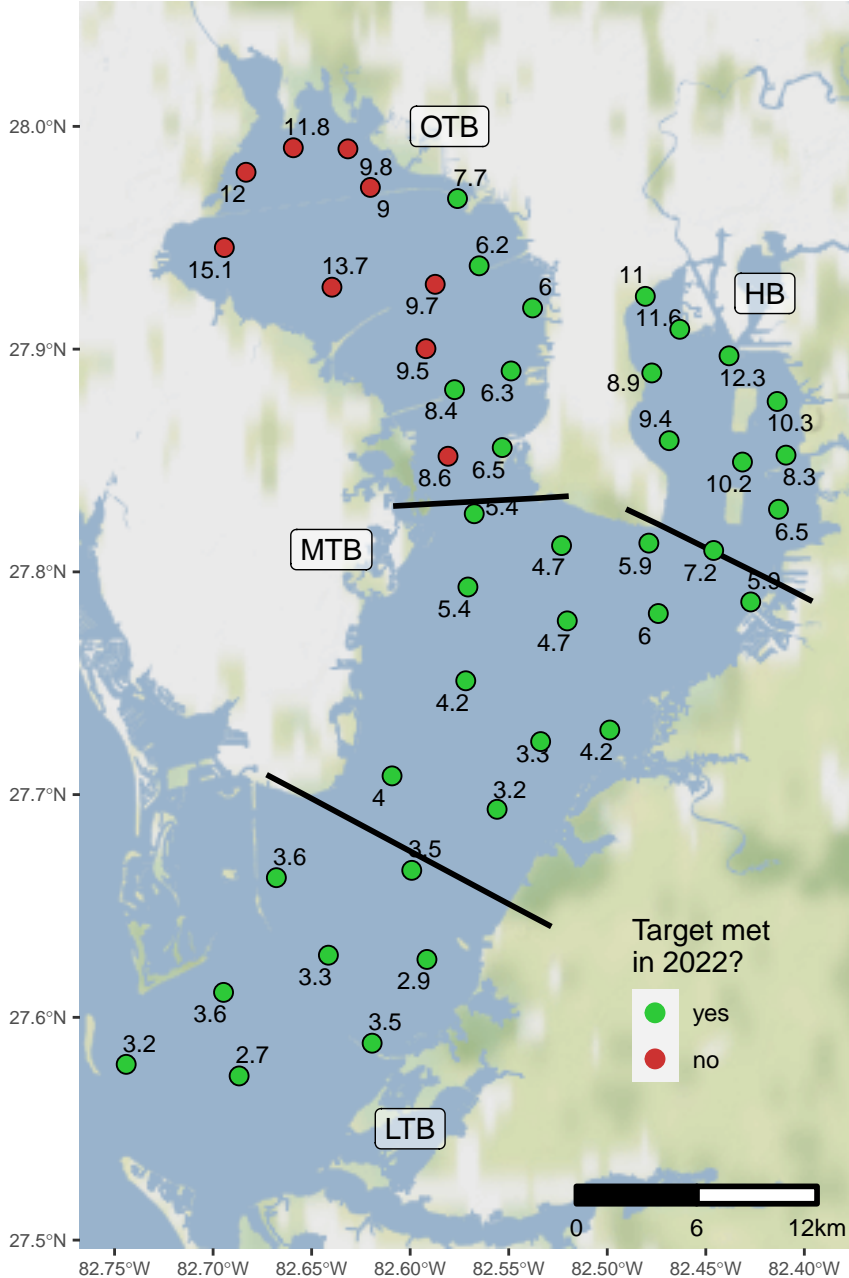 28.0°N
27.9°N
27.8°N
27.7°N
27.6°N
27.5°N
OTB
11.8
9.8
12
9
7.7
15.1
13.7
9.7
6.2
6
9.5
8.4
6.3
8.6
6.5
HB
11
11.6
12.3
8.9
10.3
9.4
10.2
8.3
6.5
7.2
5.9
MTB
5.4
4.7
5.9
5.4
4.7
6
4.2
3.3
4.2
4
3.2
3.5
3.6
3.3
2.9
3.6
3.5
3.2
2.7
LTB
Target met
in 2022?
yes
no
0 6 12km
82.75°W 82.70°W 82.65°W 82.60°W 82.55°W 82.50°W 82.45°W 82.40°W